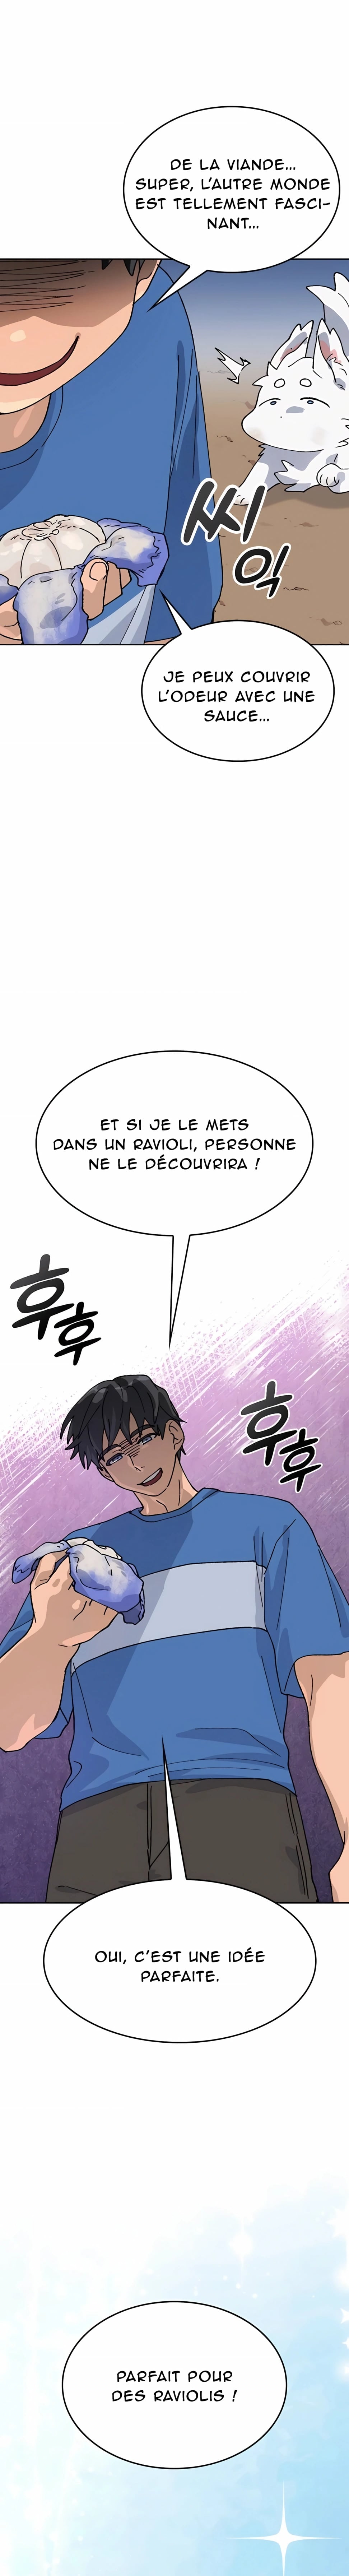 DE LA VIANDE...
SUPER, L'AUTRE MONDE
EST TELLEMENT FASCI-
NANT...
씨
익
JE PEUX COUVRIR
L'ODEUR AVEC UNE
SAUCE...
ET SI JE LE METS
DANS UN RAVIOLI, PERSONNE
NE LE DÉCOUVRIRA !
후후
후후
OUI, C'EST UNE IDÉE
PARFAITE.
PARFAIT POUR
DES RAVIOLIS !